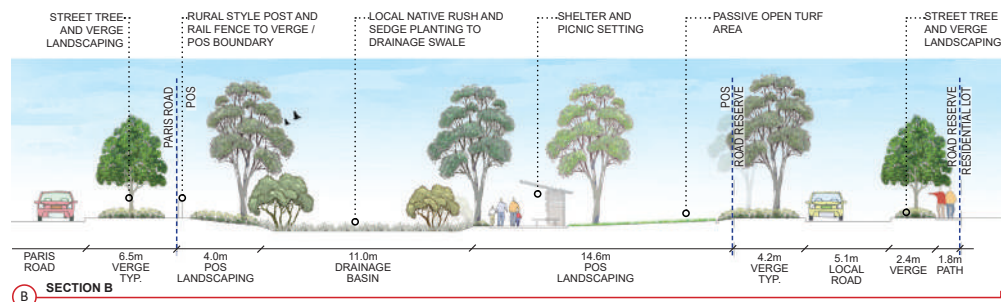 STREET TREE
AND VERGE
LANDSCAPING
RURAL STYLE POST AND
RAIL FENCE TO VERGE /
POS BOUNDARY
LOCAL NATIVE RUSH AND
SEDGE PLANTING TO
DRAINAGE SWALE
SHELTER AND
PICNIC SETTING
PASSIVE OPEN TURF
AREA
STREET TREE
AND VERGE
LANDSCAPING
PARIS ROAD
POS
POS
ROAD RESERVE
ROAD RESERVE
RESIDENTIAL LOT
PARIS
ROAD
6.5m
VERGE
TYP.
4.0m
POS
LANDSCAPING
11.0m
DRAINAGE
BASIN
14.6m
POS
LANDSCAPING
4.2m
VERGE
TYP.
5.1m
LOCAL
ROAD
2.4m
VERGE
1.8m
PATH
B
SECTION B